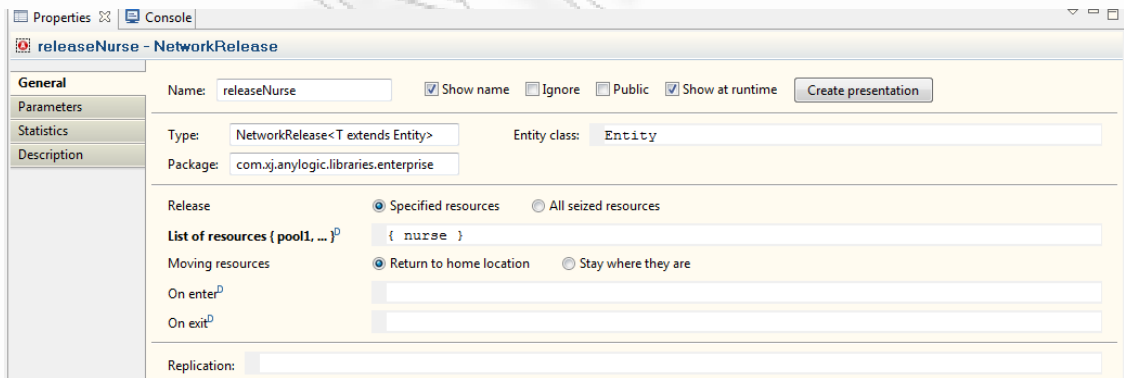 Properties Console
releaseNurse - NetworkRelease
General
Parameters
Statistics
Description
Name: releaseNurse Show name Ignore Public Show at runtime Create presentation
Type: NetworkRelease<T extends Entity> Entity class: Entity
Package: com.xj.anylogic.libraries.enterprise
Release Specified resources All seized resources
List of resources { pool1, ... }D { nurse }
Moving resources Return to home location Stay where they are
On enterD
On exitD
Replication: